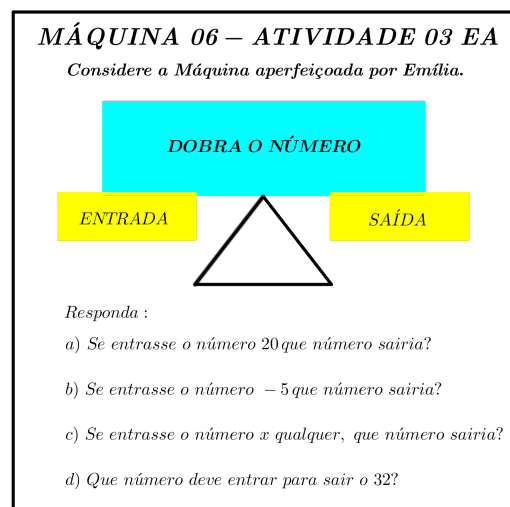 MÁQUINA 06 – ATIVIDADE 03 EA
Considere a Máquina aperfeiçoada por Emília.
DOBRA O NÚMERO
ENTRADA
SAÍDA
Responda :
a) Se entrasse o número 20 que número sairia?
b) Se entrasse o número − 5 que número sairia?
c) Se entrasse o número x qualquer, que número sairia?
d) Que número deve entrar para sair o 32?